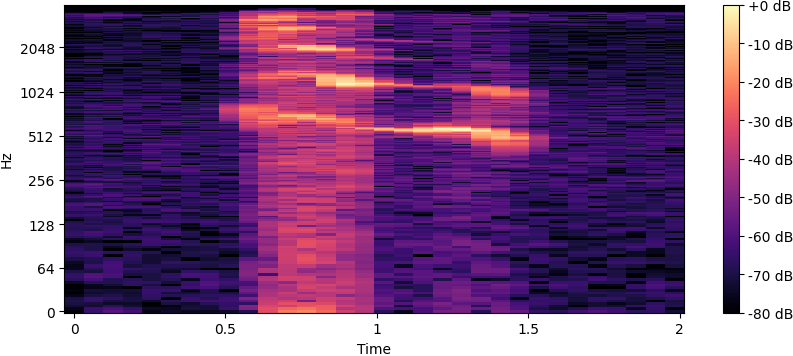 +0 dB
2048
-10 dB
1024
-20 dB
512
-30 dB
Hz
-40 dB
256
-50 dB
128
-60 dB
64
-70 dB
0
-80 dB
0 0.5 1 1.5 2
Time